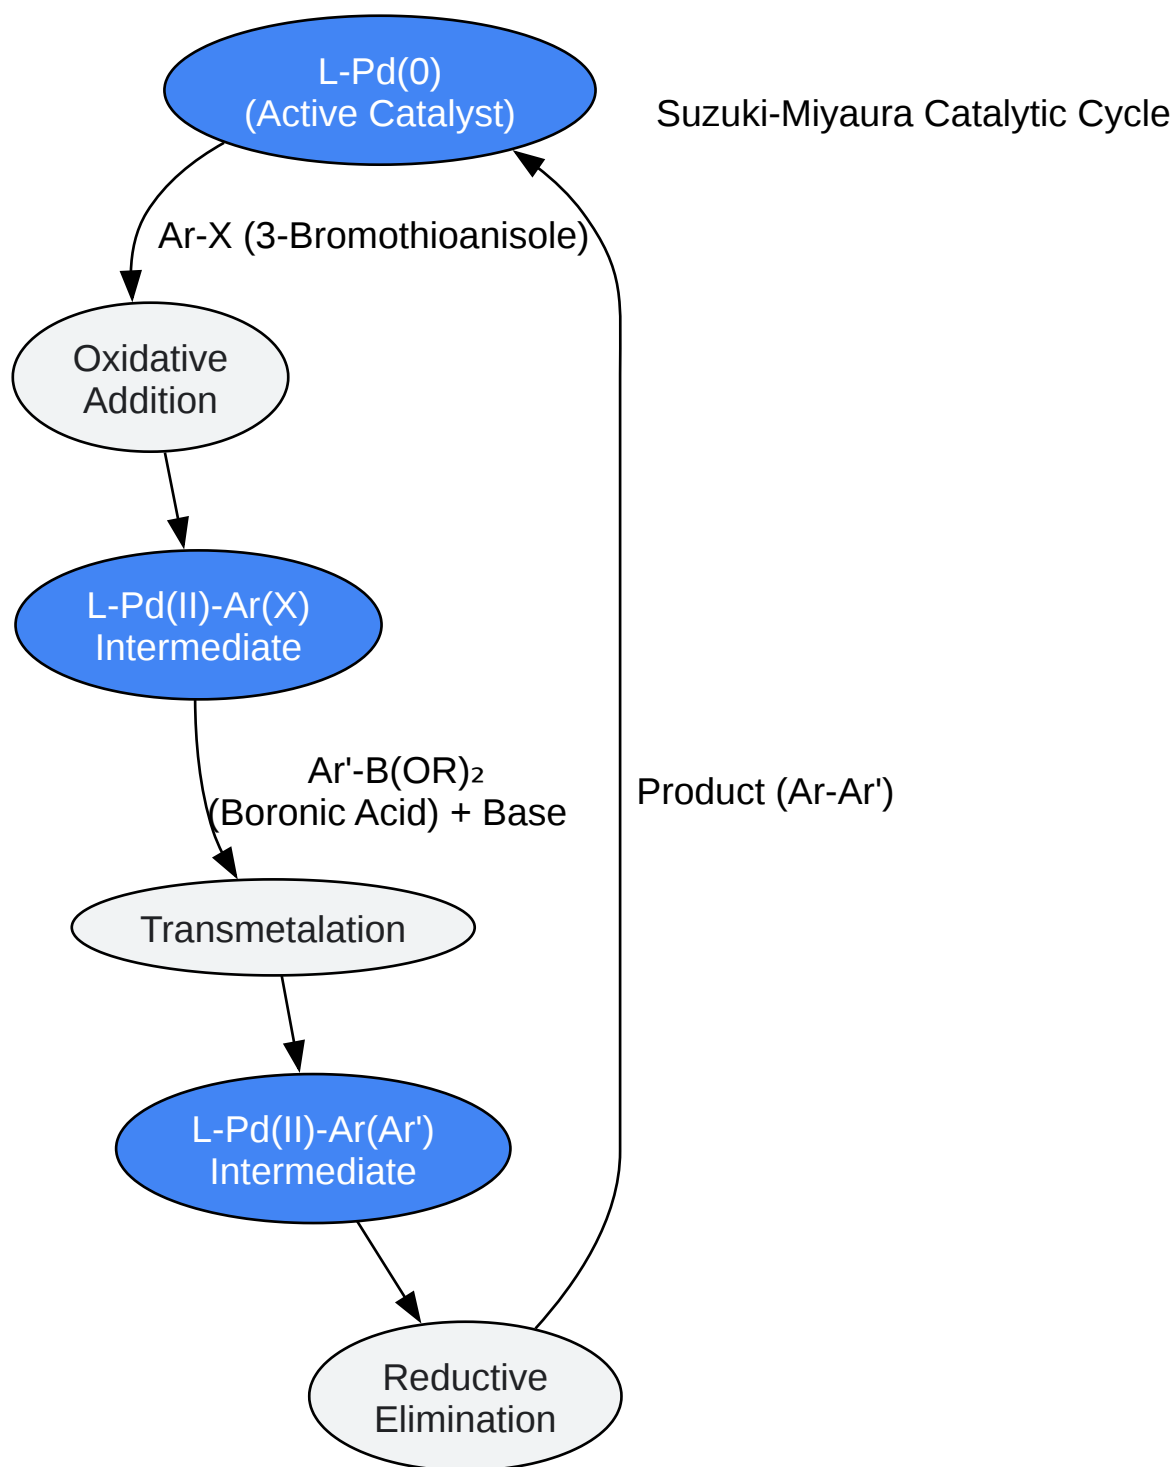 L-Pd(0)
(Active Catalyst)
Suzuki-Miyaura Catalytic Cycle
Ar-X (3-Bromothioanisole)
Oxidative
Addition
L-Pd(II)-Ar(X)
Intermediate
Ar'-B(OR)₂
(Boronic Acid) + Base
Product (Ar-Ar')
Transmetalation
L-Pd(II)-Ar(Ar')
Intermediate
Reductive
Elimination